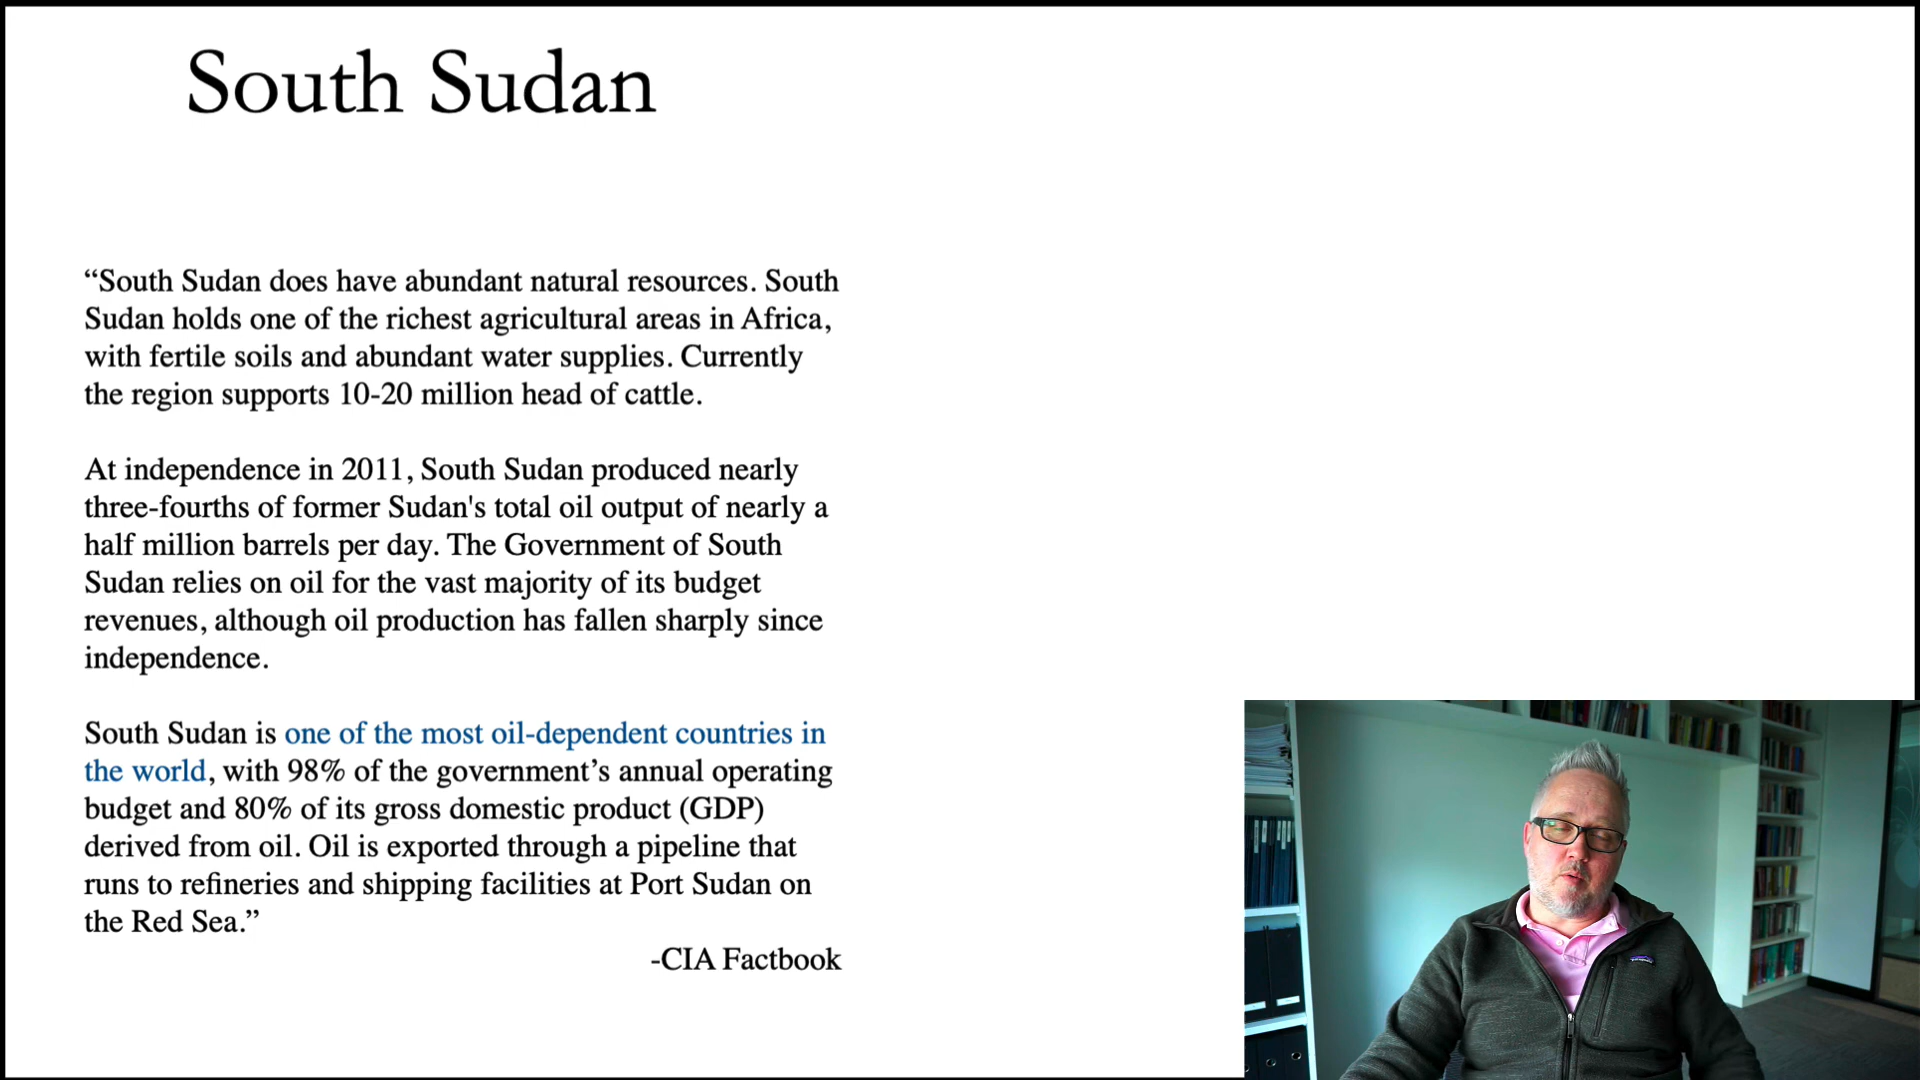 South Sudan
“South Sudan does have abundant natural resources. South
Sudan holds one of the richest agricultural areas in Africa,
with fertile soils and abundant water supplies. Currently
the region supports 10-20 million head of cattle.
At independence in 2011, South Sudan produced nearly
three-fourths of former Sudan's total oil output of nearly a
half million barrels per day. The Government of South
Sudan relies on oil for the vast majority of its budget
revenues, although oil production has fallen sharply since
independence.
South Sudan is one of the most oil-dependent countries in
the world, with 98% of the government’s annual operating
budget and 80% of its gross domestic product (GDP)
derived from oil. Oil is exported through a pipeline that
runs to refineries and shipping facilities at Port Sudan on
the Red Sea.”
-CIA Factbook